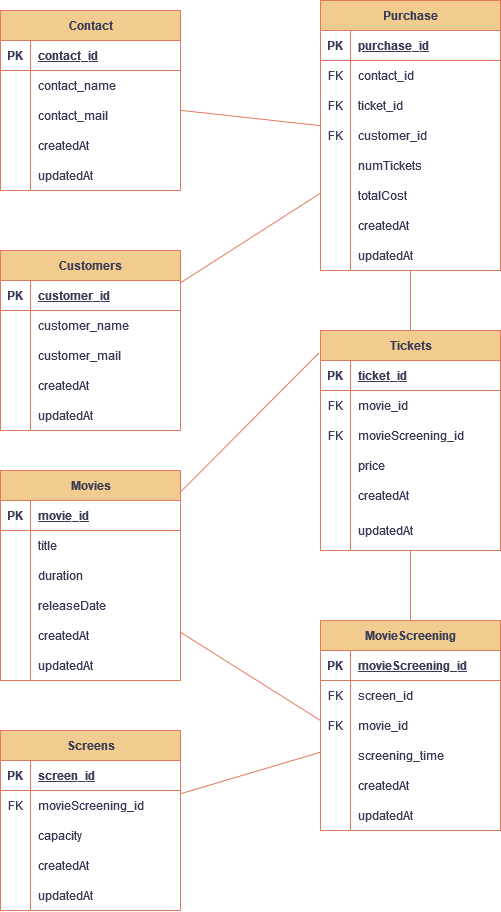 Contact
PK contact_id
contact_name
contact_mail
createdAt
updatedAt
Purchase
PK purchase_id
FK contact_id
FK ticket_id
FK customer_id
numTickets
totalCost
createdAt
updatedAt
Customers
PK customer_id
customer_name
customer_mail
createdAt
updatedAt
Tickets
PK ticket_id
FK movie_id
FK movieScreening_id
price
createdAt
updatedAt
Movies
PK movie_id
title
duration
releaseDate
createdAt
updatedAt
MovieScreening
PK movieScreening_id
FK screen_id
FK movie_id
screening_time
createdAt
updatedAt
Screens
PK screen_id
FK movieScreening_id
capacity
createdAt
updatedAt